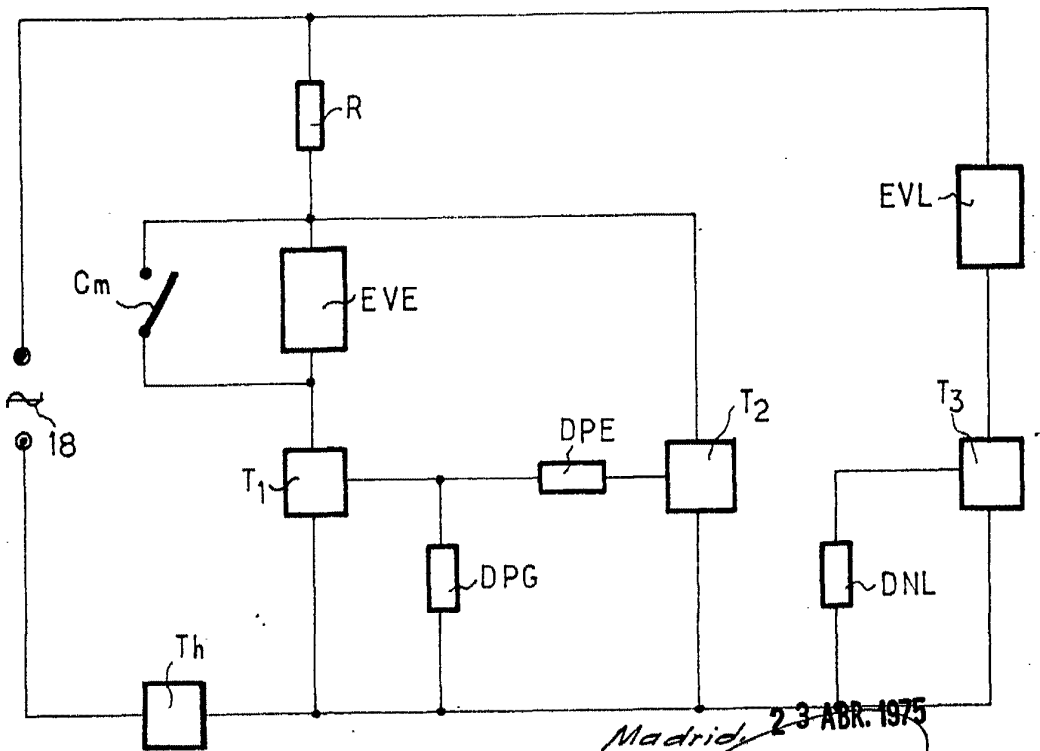 R
EVL
Cm
EVE
18
T1
DPE
T2
T3
DPG
DNL
Th
Madrid, 23 ABR. 1975